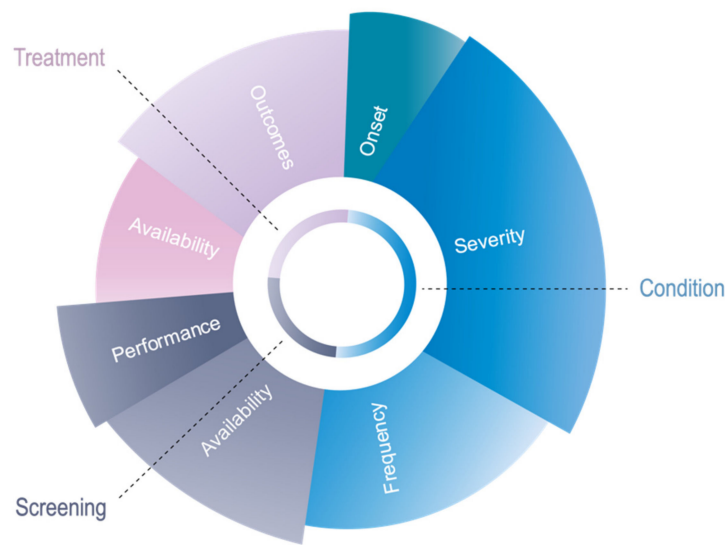 Treatment
Outcomes
Onset
Severity
Condition
Availability
Performance
Availability
Frequency
Screening